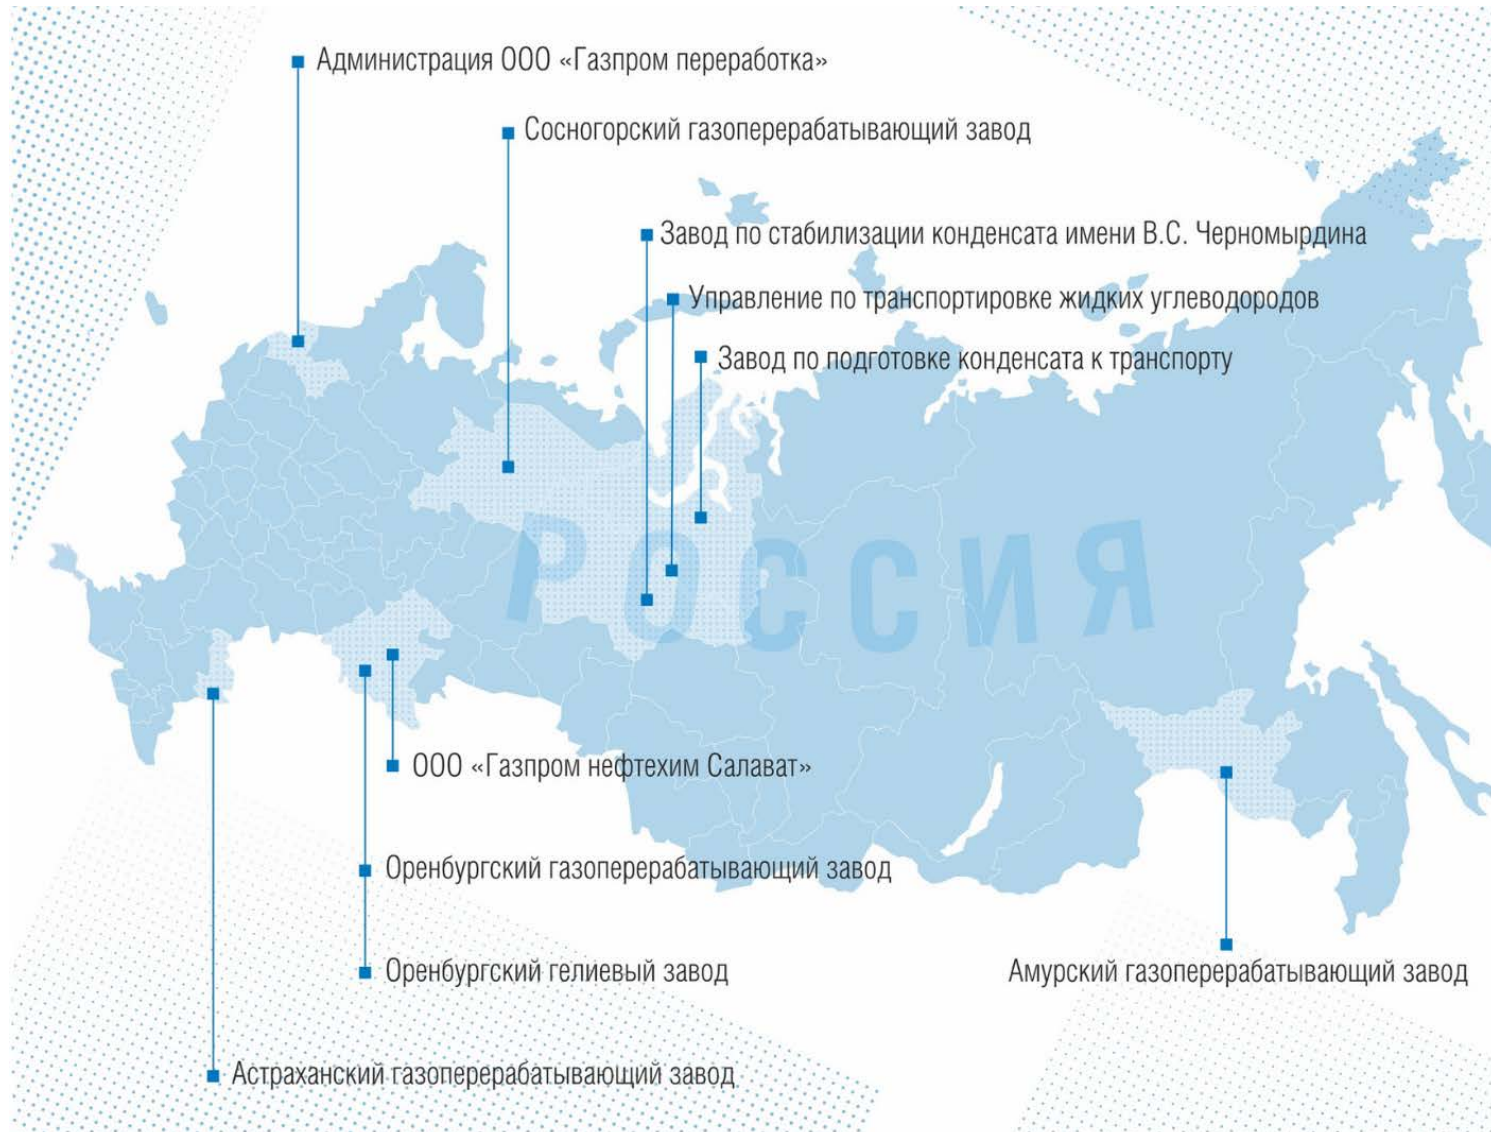 Администрация ООО «Газпром переработка»
Сосногорский газоперерабатывающий завод
Завод по стабилизации конденсата имени В.С. Черномырдина
Управление по транспортировке жидких углеводородов
Завод по подготовке конденсата к транспорту
РОССИЯ
ООО «Газпром нефтехим Салават»
Оренбургский газоперерабатывающий завод
Оренбургский гелиевый завод
Амурский газоперерабатывающий завод
Астраханский газоперерабатывающий завод